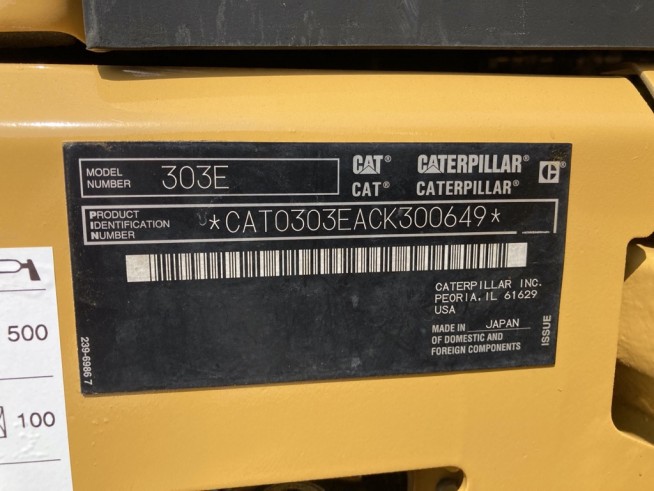 MODEL NUMBER 303E
CAT® CATERPILLAR®
CAT® CATERPILLAR®
PRODUCT IDENTIFICATION NUMBER *CAT0303EACK300649*
CATERPILLAR INC.
PEORIA, IL 61629
USA
MADE IN JAPAN
OF DOMESTIC AND
FOREIGN COMPONENTS
ISSUE
239-6986 7
500
100